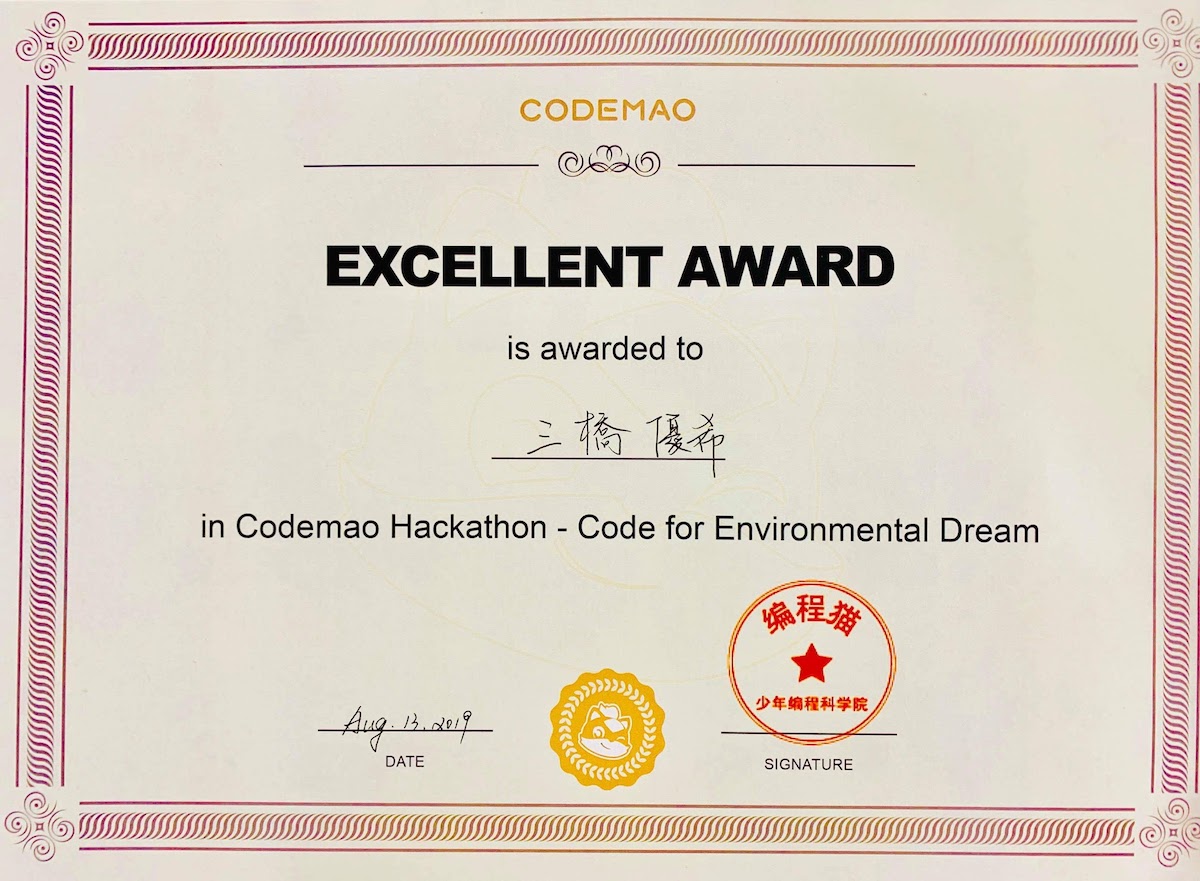 CODEMAO
EXCELLENT AWARD
is awarded to
三橋 優希
in Codemao Hackathon - Code for Environmental Dream
编程猫
少年编程科学院
Aug. 13. 2019
DATE
SIGNATURE